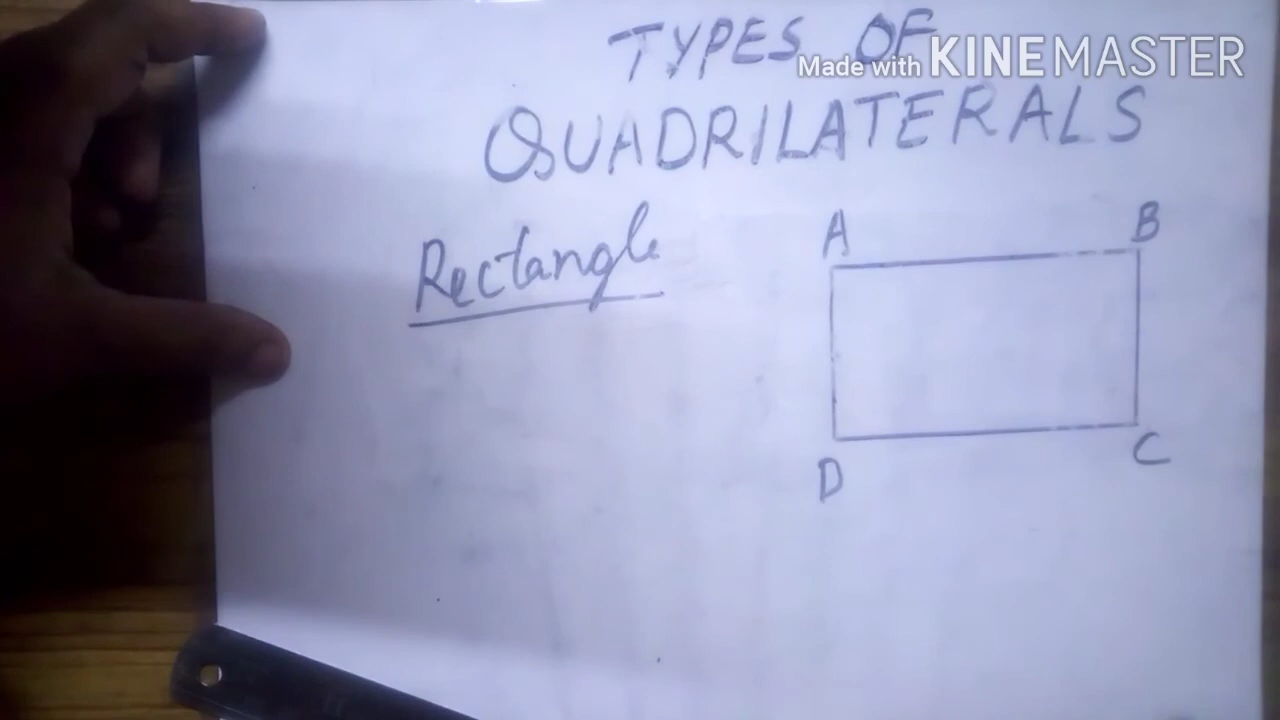 TYPES OF
Made with KINEMASTER
QUADRILATERALS
Rectangle
A
B
D
C